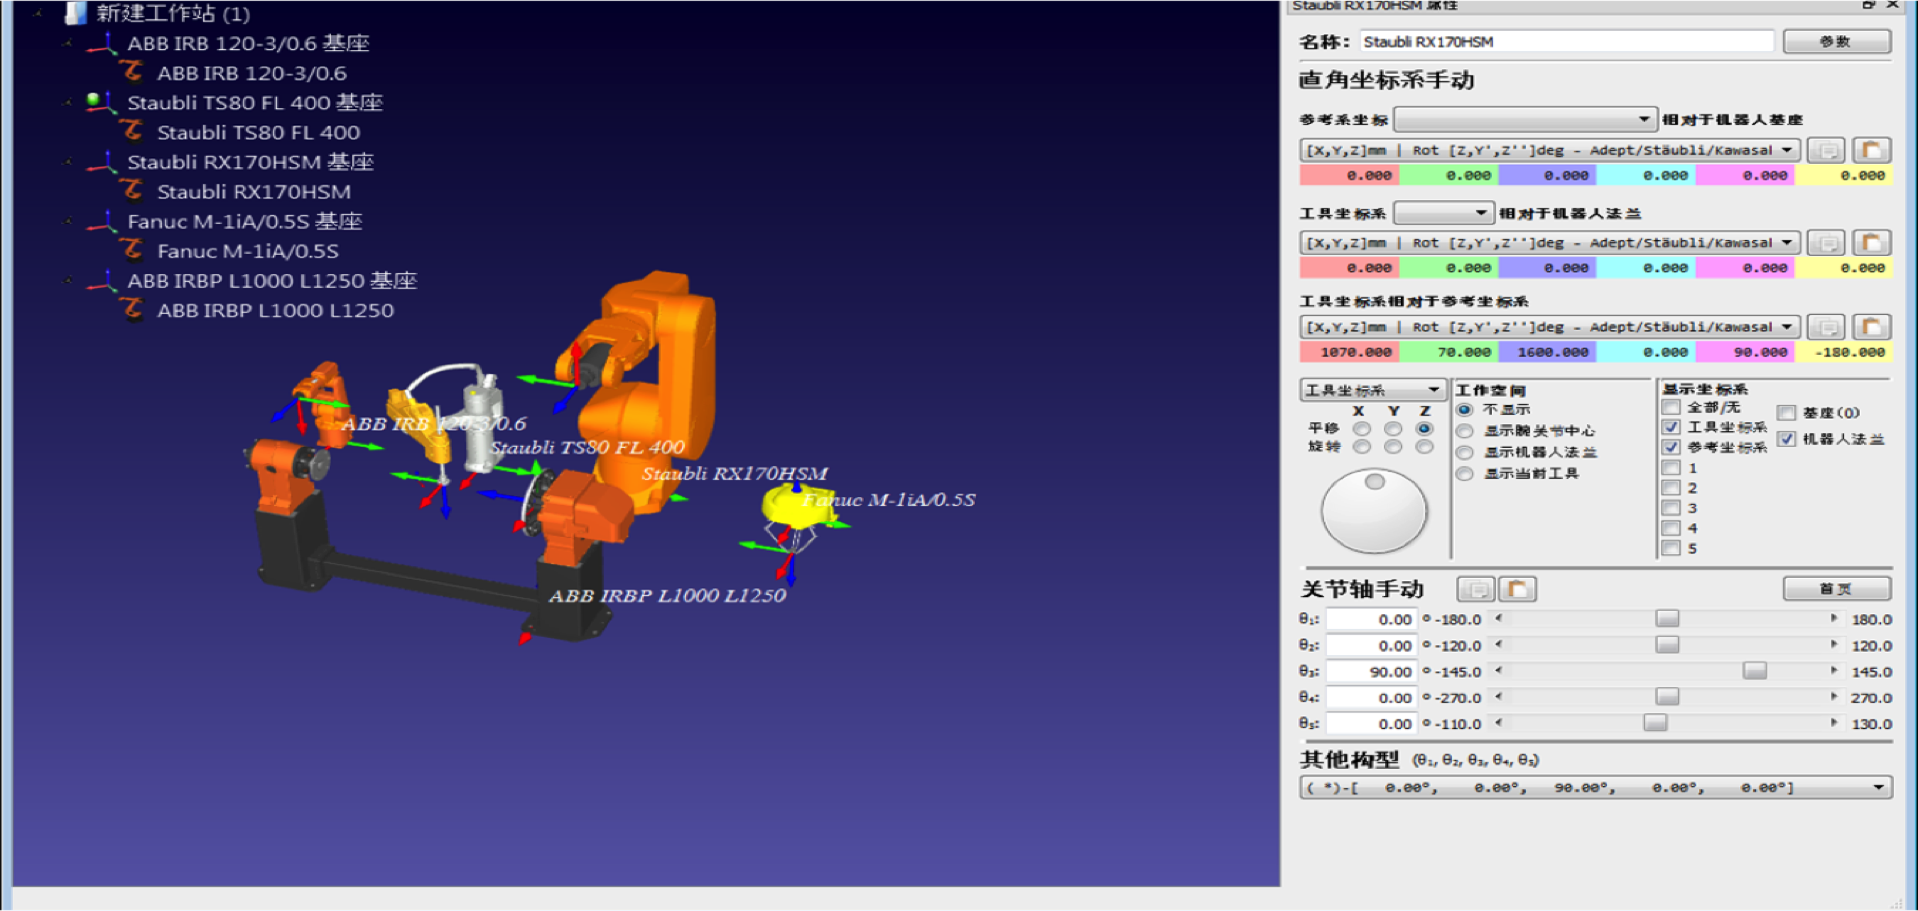 新建工作站 (1)
ABB IRB 120-3/0.6 基座
ABB IRB 120-3/0.6
Staubli TS80 FL 400 基座
Staubli TS80 FL 400
Staubli RX170HSM 基座
Staubli RX170HSM
Fanuc M-1iA/0.5S 基座
Fanuc M-1iA/0.5S
ABB IRBP L1000 L1250 基座
ABB IRBP L1000 L1250
ABB IRB 120-3/0.6
Staubli TS80 FL 400
Staubli RX170HSM
Fanuc M-1iA/0.5S
ABB IRBP L1000 L1250
Staubli RX170HSM 属性
名称: Staubli RX170HSM 参数
直角坐标系手动
参考系坐标 相对于机器人基座
[X,Y,Z]mm | Rot [Z,Y',Z'']deg - Adept/Stäubli/Kawasal
0.000 0.000 0.000 0.000 0.000 0.000
工具坐标系 相对于机器人法兰
[X,Y,Z]mm | Rot [Z,Y',Z'']deg - Adept/Stäubli/Kawasal
0.000 0.000 0.000 0.000 0.000 0.000
工具坐标系相对于参考坐标系
[X,Y,Z]mm | Rot [Z,Y',Z'']deg - Adept/Stäubli/Kawasal
1070.000 70.000 1600.000 0.000 90.000 -180.000
工具坐标系
X Y Z
平移
旋转
工作空间
不显示
显示腕关节中心
显示机器人法兰
显示当前工具
显示坐标系
全部/无
工具坐标系
参考坐标系
1
2
3
4
5
基座(0)
机器人法兰
关节轴手动 首页
θ₁: 0.00 ° -180.0 180.0
θ₂: 0.00 ° -120.0 120.0
θ₃: 90.00 ° -145.0 145.0
θ₄: 0.00 ° -270.0 270.0
θ₅: 0.00 ° -110.0 130.0
其他构型 (θ₁, θ₂, θ₃, θ₄, θ₅)
( *)-[ 0.00°, 0.00°, 90.00°, 0.00°, 0.00°]